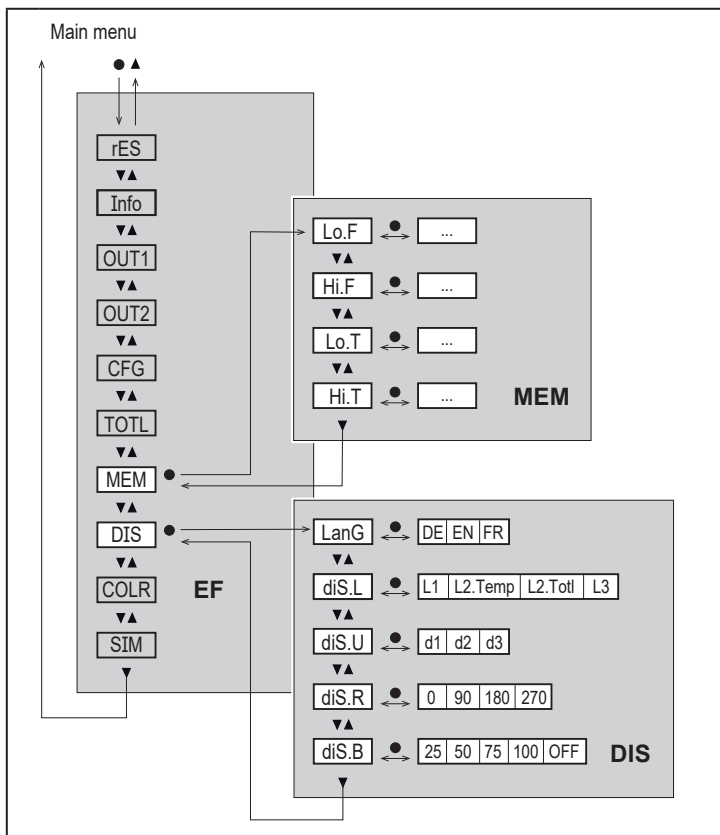 Main menu
rES
Info
OUT1
OUT2
CFG
TOTL
MEM
DIS
COLR
SIM
EF
Lo.F ...
Hi.F ...
Lo.T ...
Hi.T ...
MEM
LanG DE EN FR
diS.L L1 L2.Temp L2.Totl L3
diS.U d1 d2 d3
diS.R 0 90 180 270
diS.B 25 50 75 100 OFF
DIS